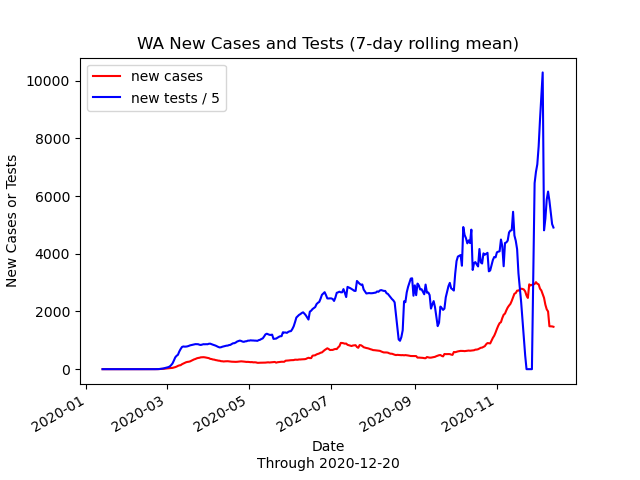 WA New Cases and Tests (7-day rolling mean)
new cases
new tests / 5
New Cases or Tests
10000
8000
6000
4000
2000
0
2020-01
2020-03
2020-05
2020-07
2020-09
2020-11
Date
Through 2020-12-20